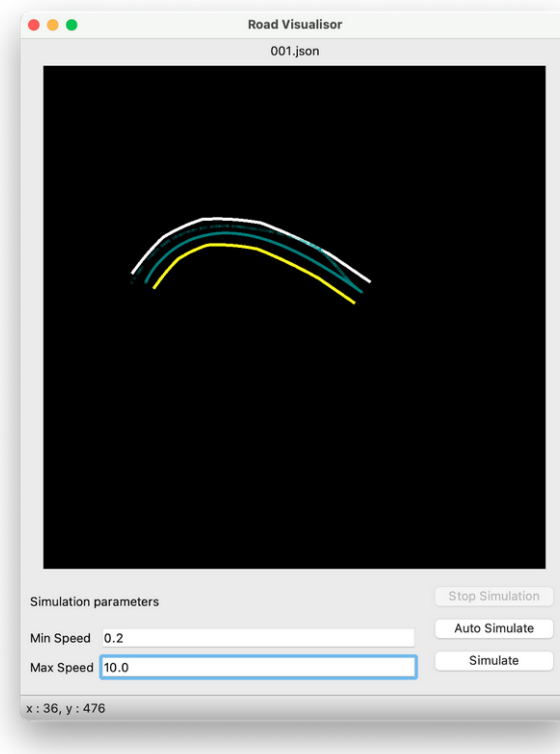 Road Visualisor
001.json
Simulation parameters
Stop Simulation
Min Speed 0.2
Auto Simulate
Max Speed 10.0
Simulate
x : 36, y : 476